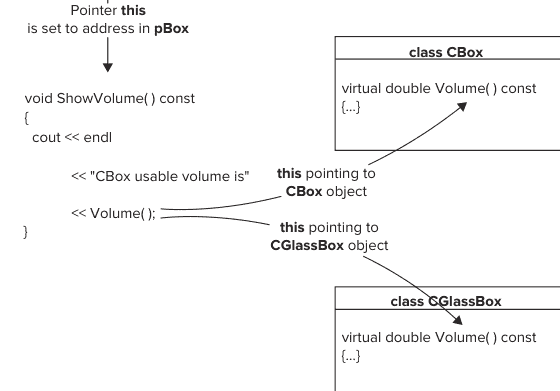 Pointer this
is set to address in pBox
class CBox
virtual double Volume( ) const
{...}
void ShowVolume( ) const
{
cout << endl
<< "CBox usable volume is"
<< Volume( );
}
this pointing to
CBox object
this pointing to
CGlassBox object
class CGlassBox
virtual double Volume( ) const
{...}